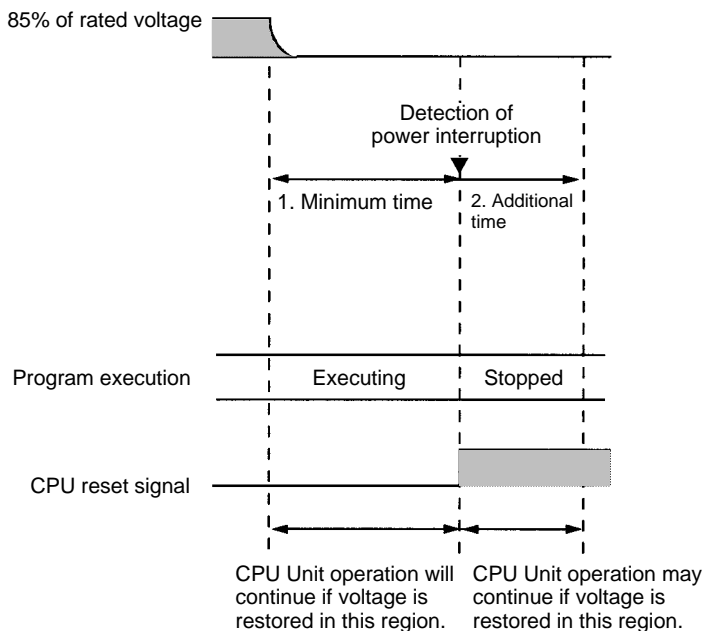 85% of rated voltage
Detection of
power interruption
1. Minimum time
2. Additional
time
Program execution
Executing
Stopped
CPU reset signal
CPU Unit operation will
continue if voltage is
restored in this region.
CPU Unit operation may
continue if voltage is
restored in this region.